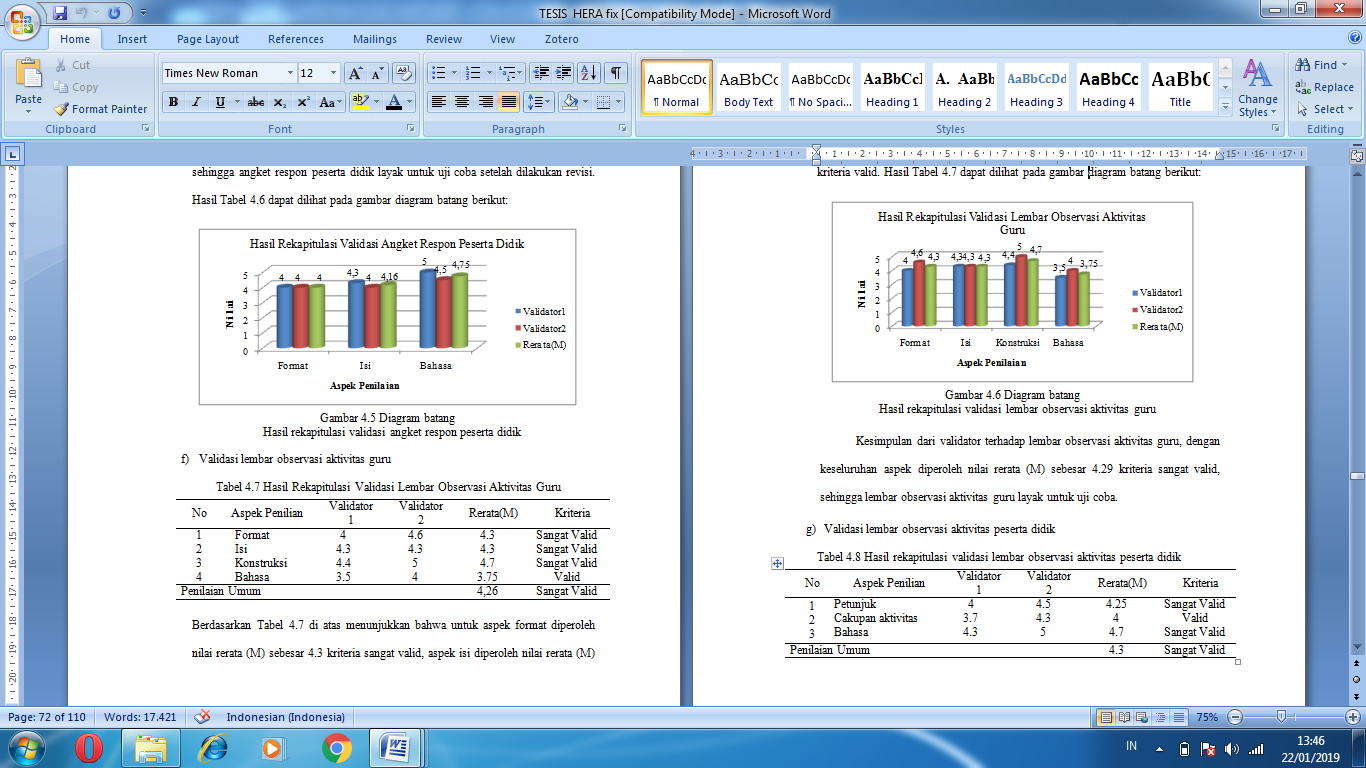 TESIS HERA fix [Compatibility Mode] - Microsoft Word
Home Insert Page Layout References Mailings Review View Zotero
Paste
Cut
Copy
Format Painter
Clipboard
Times New Roman 12
Font
Paragraph
AaBbCcDc AaBbCc AaBbCcDc AaBbCcI A. AaBb AaBbCcDd AaBbCc AaBbC
¶ Normal Body Text ¶ No Spaci... Heading 1 Heading 2 Heading 3 Heading 4 Title
Styles
Change Styles
Find
Replace
Select
Editing
sehingga angket respon peserta didik layak untuk uji coba setelah dilakukan revisi.
Hasil Tabel 4.6 dapat dilihat pada gambar diagram batang berikut:
Hasil Rekapitulasi Validasi Angket Respon Peserta Didik
4 4 4 4,3 4 4,16 5 4,5 4,75
5
4
3
2
1
0
Nilai
Format Isi Bahasa
Aspek Penilaian
Validator1
Validator2
Rerata(M)
Gambar 4.5 Diagram batang
Hasil rekapitulasi validasi angket respon peserta didik
f) Validasi lembar observasi aktivitas guru
Tabel 4.7 Hasil Rekapitulasi Validasi Lembar Observasi Aktivitas Guru
No Aspek Penilian Validator 1 Validator 2 Rerata(M) Kriteria
1 Format 4 4.6 4.3 Sangat Valid
2 Isi 4.3 4.3 4.3 Sangat Valid
3 Konstruksi 4.4 5 4.7 Sangat Valid
4 Bahasa 3.5 4 3.75 Valid
Penilaian Umum 4,26 Sangat Valid
Berdasarkan Tabel 4.7 di atas menunjukkan bahwa untuk aspek format diperoleh
nilai rerata (M) sebesar 4.3 kriteria sangat valid, aspek isi diperoleh nilai rerata (M)
kriteria valid. Hasil Tabel 4.7 dapat dilihat pada gambar diagram batang berikut:
Hasil Rekapitulasi Validasi Lembar Observasi Aktivitas
Guru
4 4,6 4,3 4,3 4,3 4,3 4,4 5 4,7 3,5 4 3,75
5
4
3
2
1
0
Nilai
Format Isi Konstruksi Bahasa
Aspek Penilaian
Validator1
Validator2
Rerata(M)
Gambar 4.6 Diagram batang
Hasil rekapitulasi validasi lembar observasi aktivitas guru
Kesimpulan dari validator terhadap lembar observasi aktivitas guru, dengan
keseluruhan aspek diperoleh nilai rerata (M) sebesar 4.29 kriteria sangat valid,
sehingga lembar observasi aktivitas guru layak untuk uji coba.
g) Validasi lembar observasi aktivitas peserta didik
Tabel 4.8 Hasil rekapitulasi validasi lembar observasi aktivitas peserta didik
No Aspek Penilian Validator 1 Validator 2 Rerata(M) Kriteria
1 Petunjuk 4 4.5 4.25 Sangat Valid
2 Cakupan aktivitas 3.7 4.3 4 Valid
3 Bahasa 4.3 5 4.7 Sangat Valid
Penilaian Umum 4.3 Sangat Valid
Page: 72 of 110 Words: 17.421 Indonesian (Indonesia) 75%
IN 13:46
22/01/2019